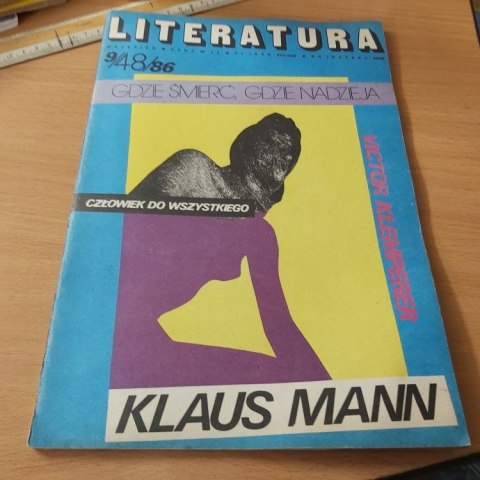 LITERATURA
9/48/86
GDZIE ŚMIERĆ, GDZIE NADZIEJA
CZŁOWIEK DO WSZYSTKIEGO
VICTOR KLEMPERER
KLAUS MANN